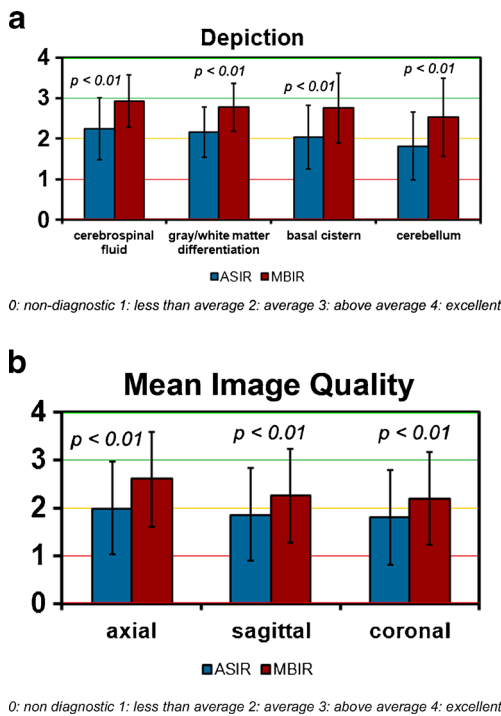 a
Depiction
4
3
2
1
0
p < 0.01
p < 0.01
p < 0.01
p < 0.01
cerebrospinal
fluid
gray/white matter
differentiation
basal cistern
cerebellum
ASIR MBIR
0: non-diagnostic 1: less than average 2: average 3: above average 4: excellent
b
Mean Image Quality
4
3
2
1
0
p < 0.01
p < 0.01
p < 0.01
axial sagittal coronal
ASIR MBIR
0: non diagnostic 1: less than average 2: average 3: above average 4: excellent